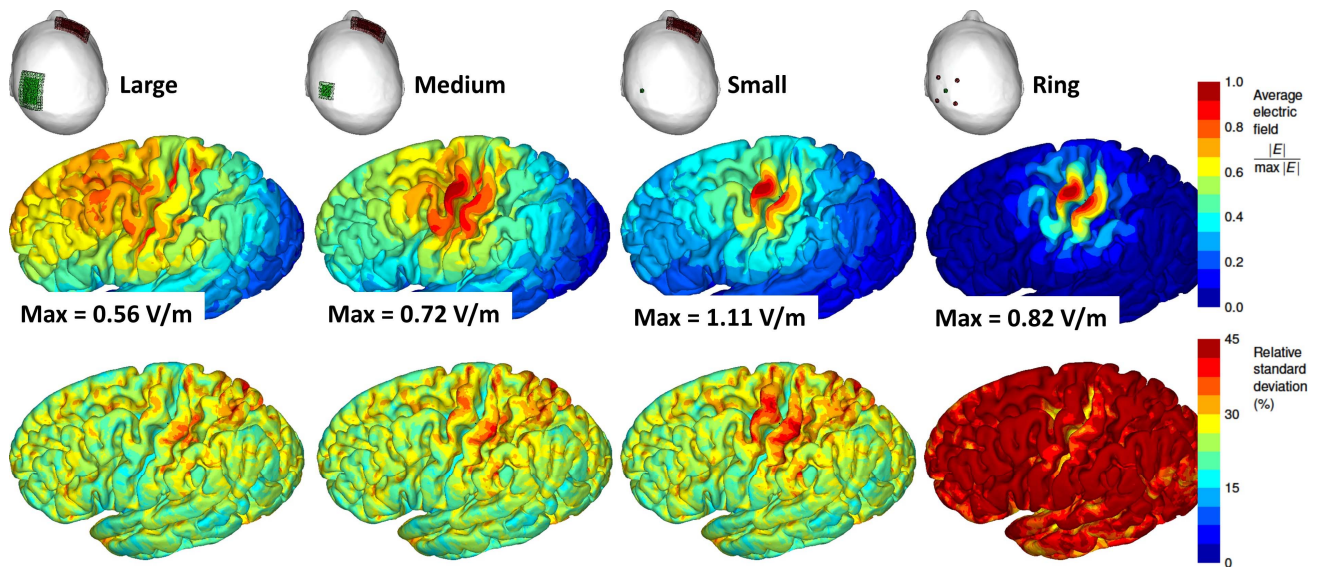 Large
Medium
Small
Ring
1.0
0.8
0.6
0.4
0.2
0.0
Average
electric
field
|E|
max |E|
Max = 0.56 V/m
Max = 0.72 V/m
Max = 1.11 V/m
Max = 0.82 V/m
45
30
15
0
Relative
standard
deviation
(%)